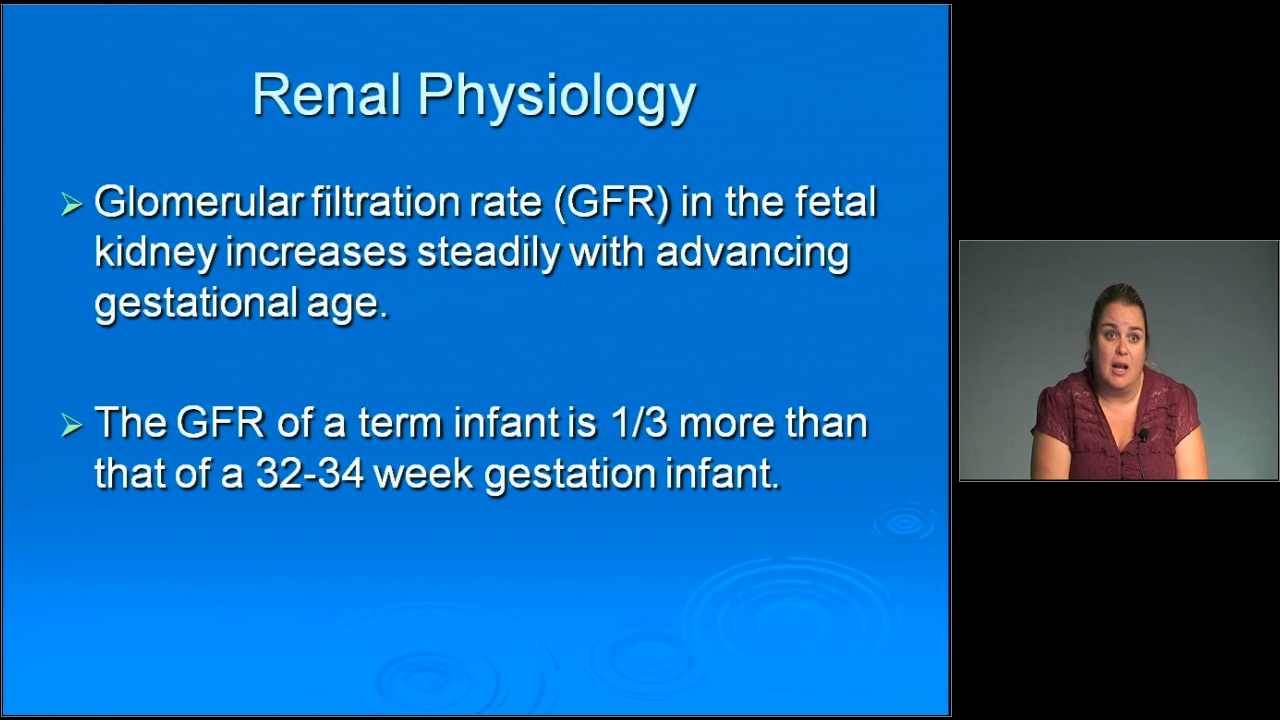 Renal Physiology
Glomerular filtration rate (GFR) in the fetal
kidney increases steadily with advancing
gestational age.
The GFR of a term infant is 1/3 more than
that of a 32-34 week gestation infant.